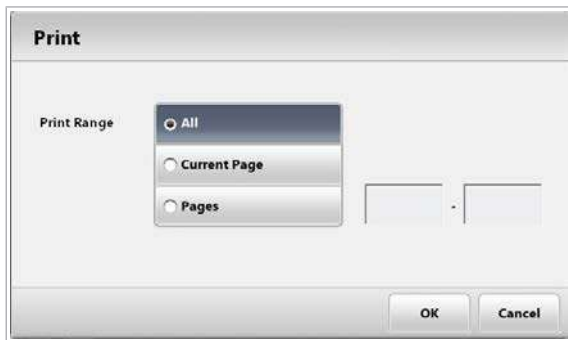 Print
Print Range
All
Current Page
Pages
-
OK
Cancel